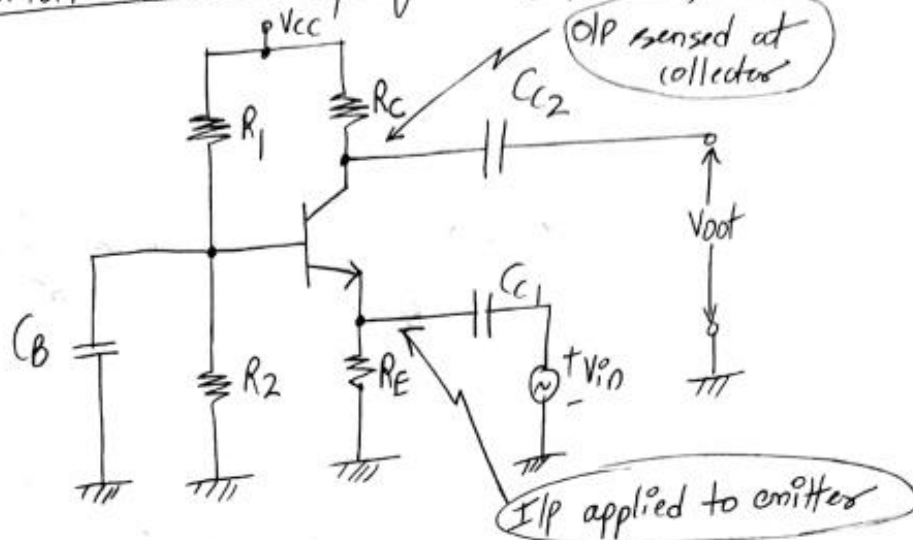 VCC
O/P sensed at
collector
R1
RC
CC2
Vout
CB
R2
RE
CC1
+
Vin
-
I/P applied to emitter